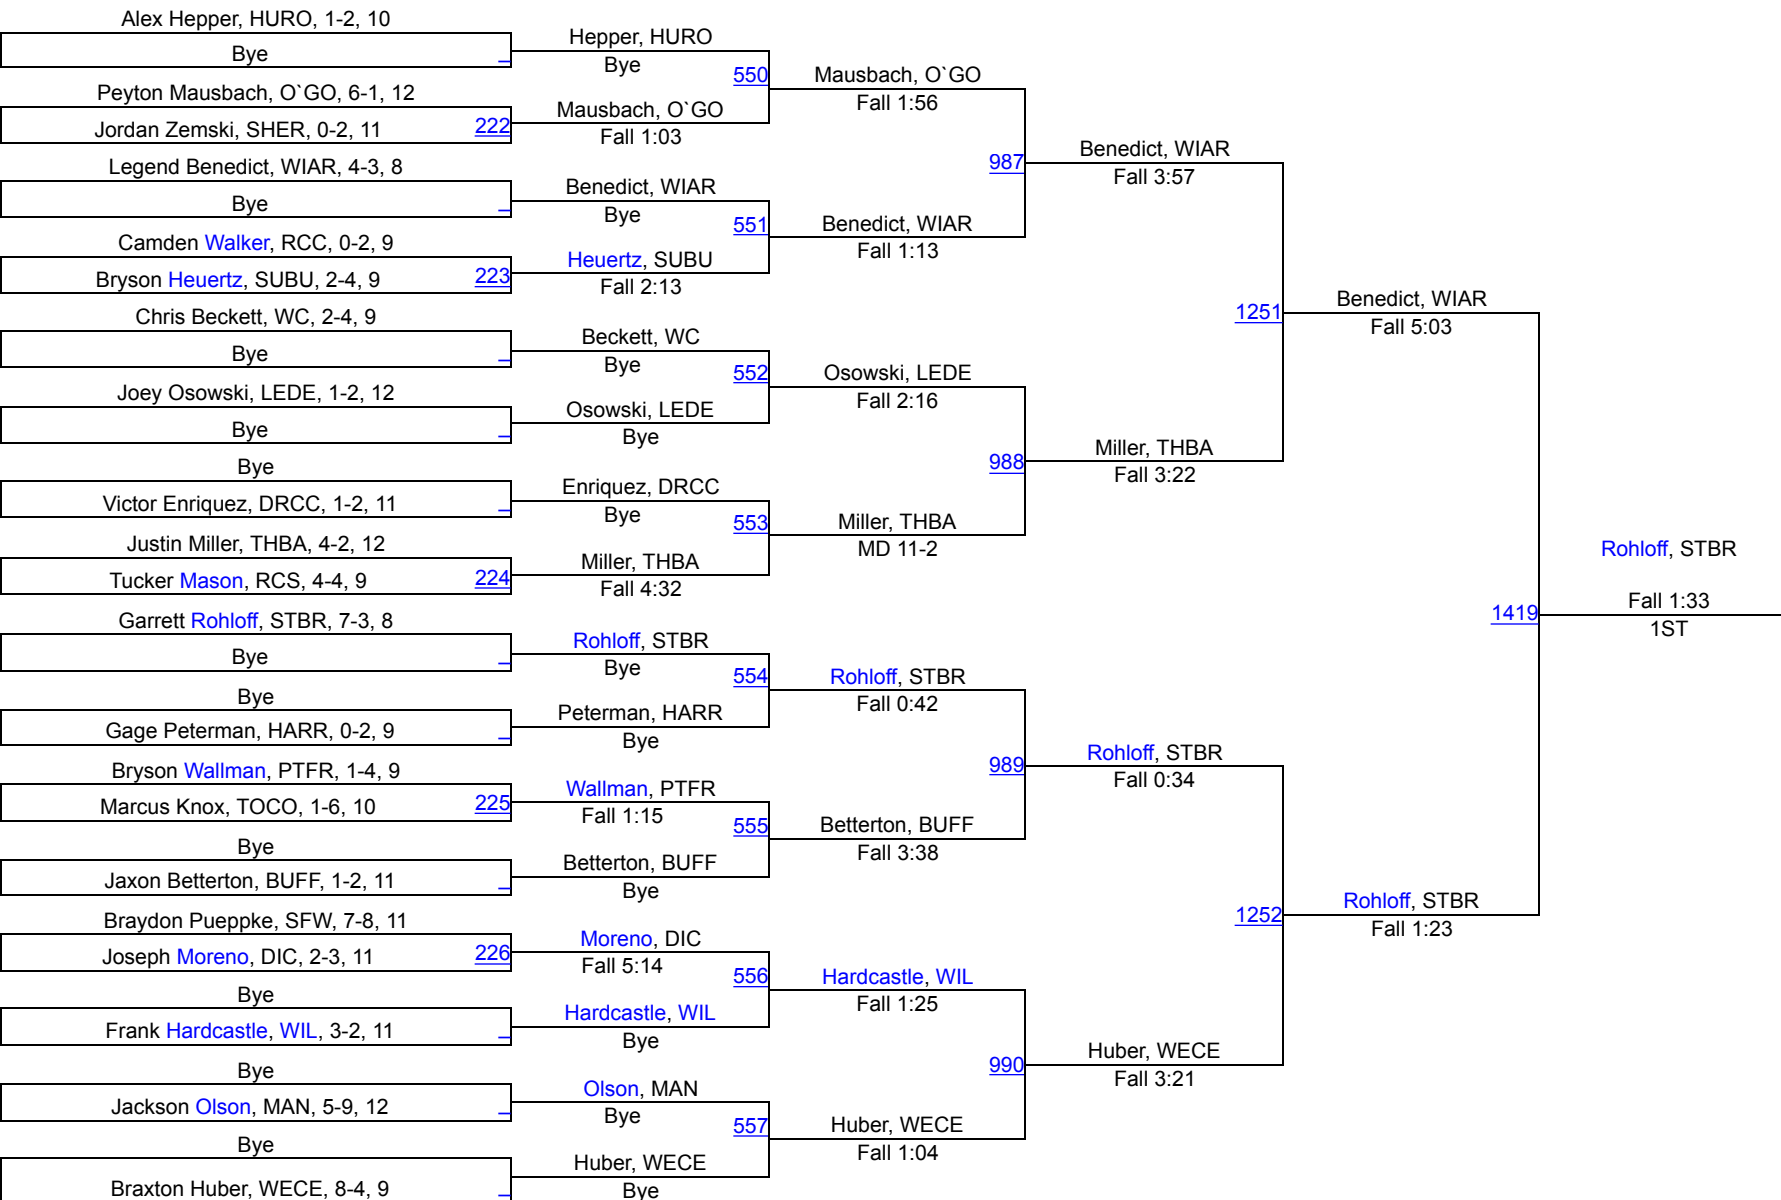 Alex Hepper, HURO, 1-2, 10
Bye
Peyton Mausbach, O`GO, 6-1, 12
Jordan Zemski, SHER, 0-2, 11
222
Legend Benedict, WIAR, 4-3, 8
Bye
Camden Walker, RCC, 0-2, 9
Bryson Heuertz, SUBU, 2-4, 9
223
Chris Beckett, WC, 2-4, 9
Bye
Joey Osowski, LEDE, 1-2, 12
Bye
Bye
Victor Enriquez, DRCC, 1-2, 11
Justin Miller, THBA, 4-2, 12
Tucker Mason, RCS, 4-4, 9
224
Garrett Rohloff, STBR, 7-3, 8
Bye
Bye
Gage Peterman, HARR, 0-2, 9
Bryson Wallman, PTFR, 1-4, 9
Marcus Knox, TOCO, 1-6, 10
225
Bye
Jaxon Betterton, BUFF, 1-2, 11
Braydon Pueppke, SFW, 7-8, 11
Joseph Moreno, DIC, 2-3, 11
226
Bye
Frank Hardcastle, WIL, 3-2, 11
Bye
Jackson Olson, MAN, 5-9, 12
Bye
Braxton Huber, WECE, 8-4, 9
Hepper, HURO
Bye
550
Mausbach, O`GO
Fall 1:03
Benedict, WIAR
Bye
551
Heuertz, SUBU
Fall 2:13
Beckett, WC
Bye
552
Osowski, LEDE
Bye
Enriquez, DRCC
Bye
553
Miller, THBA
Fall 4:32
Rohloff, STBR
Bye
554
Peterman, HARR
Bye
Wallman, PTFR
Fall 1:15
555
Betterton, BUFF
Bye
Moreno, DIC
Fall 5:14
556
Hardcastle, WIL
Bye
Olson, MAN
Bye
557
Huber, WECE
Bye
Mausbach, O`GO
Fall 1:56
987
Benedict, WIAR
Fall 1:13
Osowski, LEDE
Fall 2:16
988
Miller, THBA
MD 11-2
Rohloff, STBR
Fall 0:42
989
Betterton, BUFF
Fall 3:38
Hardcastle, WIL
Fall 1:25
990
Huber, WECE
Fall 1:04
Benedict, WIAR
Fall 3:57
1251
Miller, THBA
Fall 3:22
Rohloff, STBR
Fall 0:34
1252
Huber, WECE
Fall 3:21
Benedict, WIAR
Fall 5:03
1419
Rohloff, STBR
Fall 1:23
Rohloff, STBR
Fall 1:33
1ST